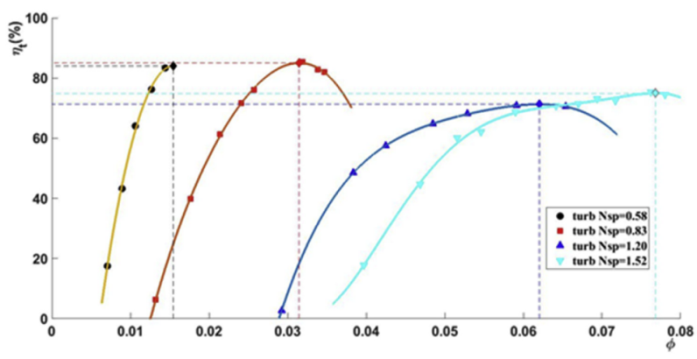 η_t(%)
100
80
60
40
20
0
0 0.01 0.02 0.03 0.04 0.05 0.06 0.07 0.08
ϕ
turb Nsp=0.58
turb Nsp=0.83
turb Nsp=1.20
turb Nsp=1.52